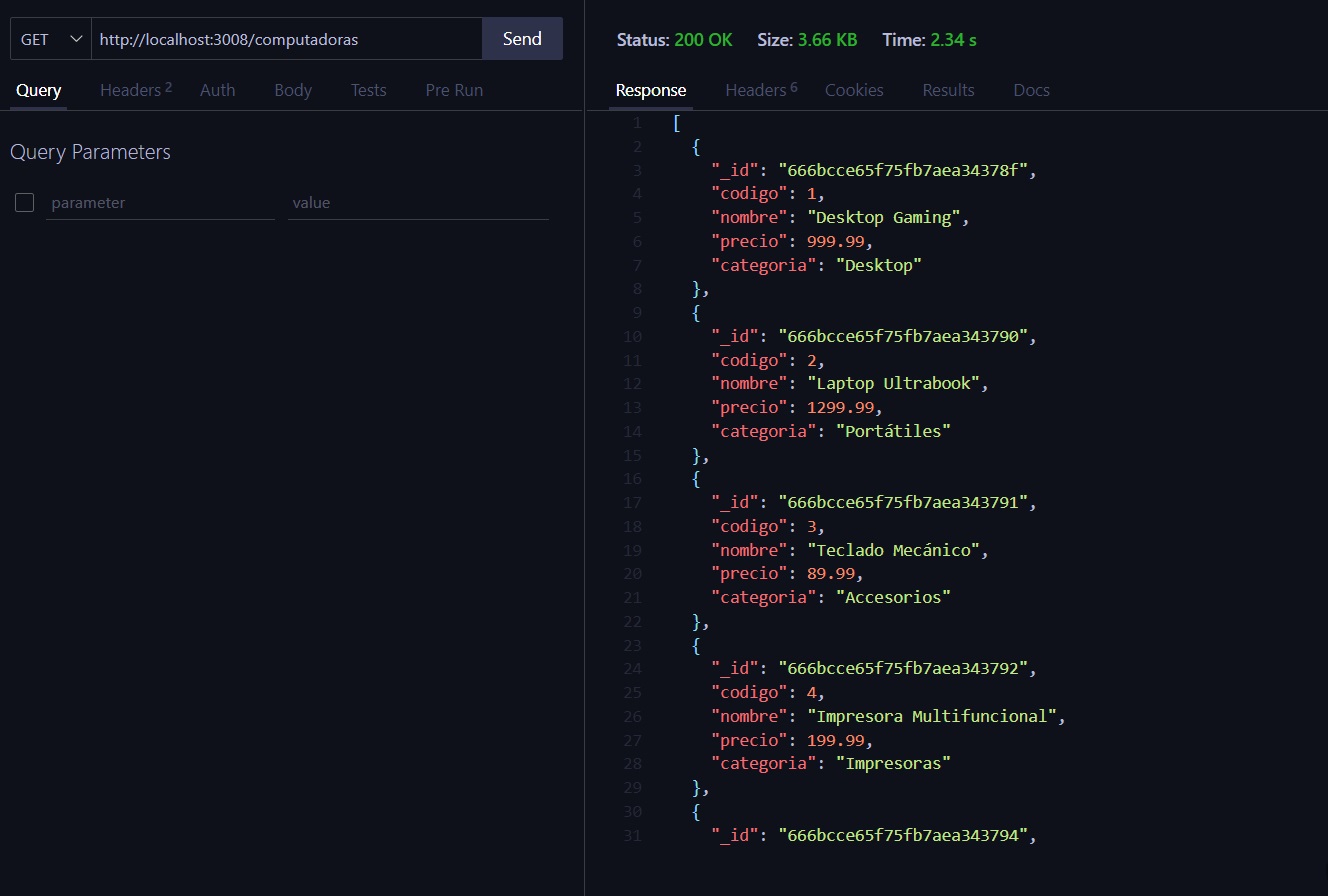 GET http://localhost:3008/computadoras Send
Query Headers 2 Auth Body Tests Pre Run
Query Parameters
parameter value
Status: 200 OK Size: 3.66 KB Time: 2.34 s
Response Headers 6 Cookies Results Docs
1 [
2 {
3 "_id": "666bcce65f75fb7aea34378f",
4 "codigo": 1,
5 "nombre": "Desktop Gaming",
6 "precio": 999.99,
7 "categoria": "Desktop"
8 },
9 {
10 "_id": "666bcce65f75fb7aea343790",
11 "codigo": 2,
12 "nombre": "Laptop Ultrabook",
13 "precio": 1299.99,
14 "categoria": "Portátiles"
15 },
16 {
17 "_id": "666bcce65f75fb7aea343791",
18 "codigo": 3,
19 "nombre": "Teclado Mecánico",
20 "precio": 89.99,
21 "categoria": "Accesorios"
22 },
23 {
24 "_id": "666bcce65f75fb7aea343792",
25 "codigo": 4,
26 "nombre": "Impresora Multifuncional",
27 "precio": 199.99,
28 "categoria": "Impresoras"
29 },
30 {
31 "_id": "666bcce65f75fb7aea343794",